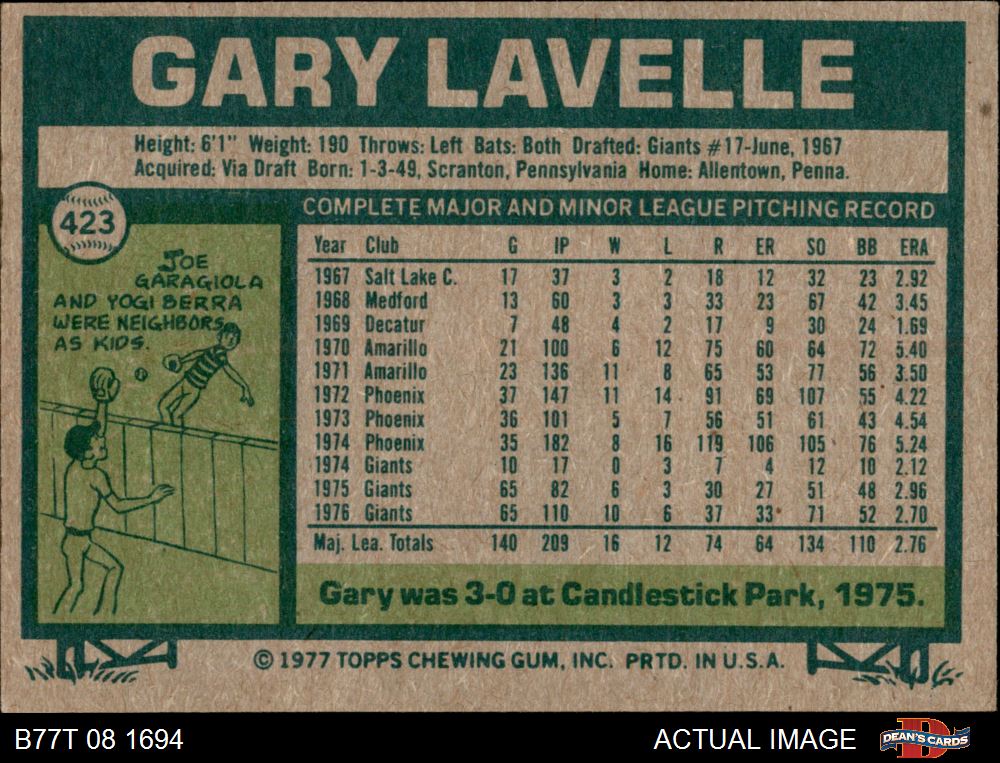 GARY LAVELLE
Height: 6'1" Weight: 190 Throws: Left Bats: Both Drafted: Giants #17-June, 1967
Acquired: Via Draft Born: 1-3-49, Scranton, Pennsylvania Home: Allentown, Penna.
423
JOE
GARAGIOLA
AND YOGI BERRA
WERE NEIGHBORS
AS KIDS.
COMPLETE MAJOR AND MINOR LEAGUE PITCHING RECORD
Year Club G IP W L R ER SO BB ERA
1967 Salt Lake C. 17 37 3 2 18 12 32 23 2.92
1968 Medford 13 60 3 3 33 23 67 42 3.45
1969 Decatur 7 48 4 2 17 9 30 24 1.69
1970 Amarillo 21 100 6 12 75 60 64 72 5.40
1971 Amarillo 23 136 11 8 65 53 77 56 3.50
1972 Phoenix 37 147 11 14 91 69 107 55 4.22
1973 Phoenix 36 101 5 7 56 51 61 43 4.54
1974 Phoenix 35 182 8 16 119 106 105 76 5.24
1974 Giants 10 17 0 3 7 4 12 10 2.12
1975 Giants 65 82 6 3 30 27 51 48 2.96
1976 Giants 65 110 10 6 37 33 71 52 2.70
Maj. Lea. Totals 140 209 16 12 74 64 134 110 2.76
Gary was 3-0 at Candlestick Park, 1975.
© 1977 TOPPS CHEWING GUM, INC. PRTD. IN U.S.A.
B77T 08 1694
ACTUAL IMAGE
DEAN'S CARDS